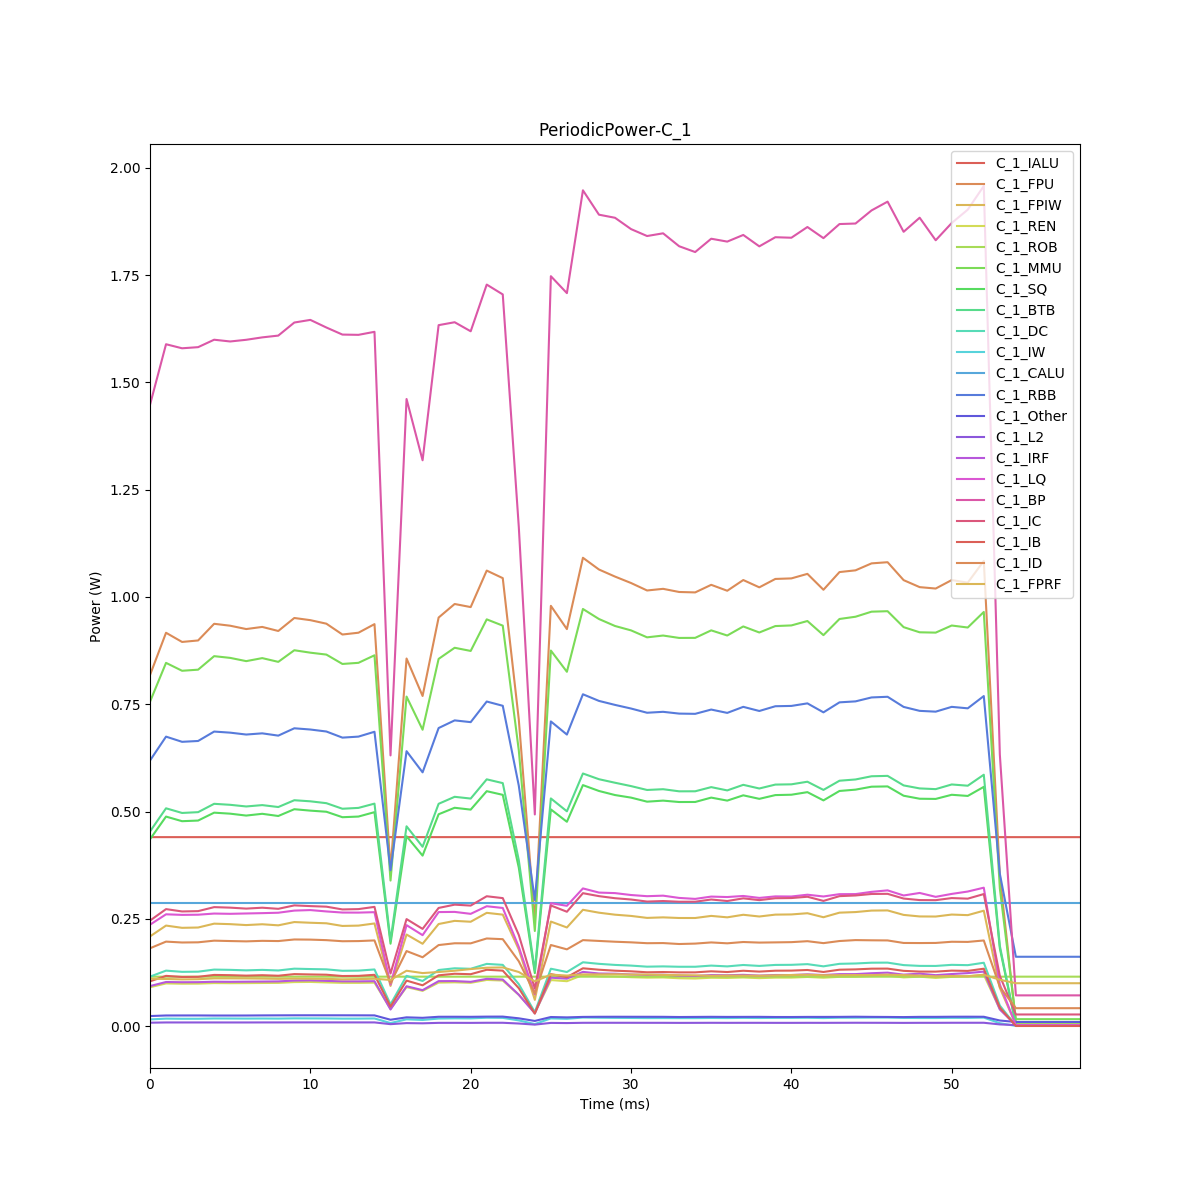 PeriodicPower-C_1
2.00
1.75
1.50
1.25
1.00
0.75
0.50
0.25
0.00
Power (W)
0
10
20
30
40
50
Time (ms)
C_1_IALU
C_1_FPU
C_1_FPIW
C_1_REN
C_1_ROB
C_1_MMU
C_1_SQ
C_1_BTB
C_1_DC
C_1_IW
C_1_CALU
C_1_RBB
C_1_Other
C_1_L2
C_1_IRF
C_1_LQ
C_1_BP
C_1_IC
C_1_IB
C_1_ID
C_1_FPRF